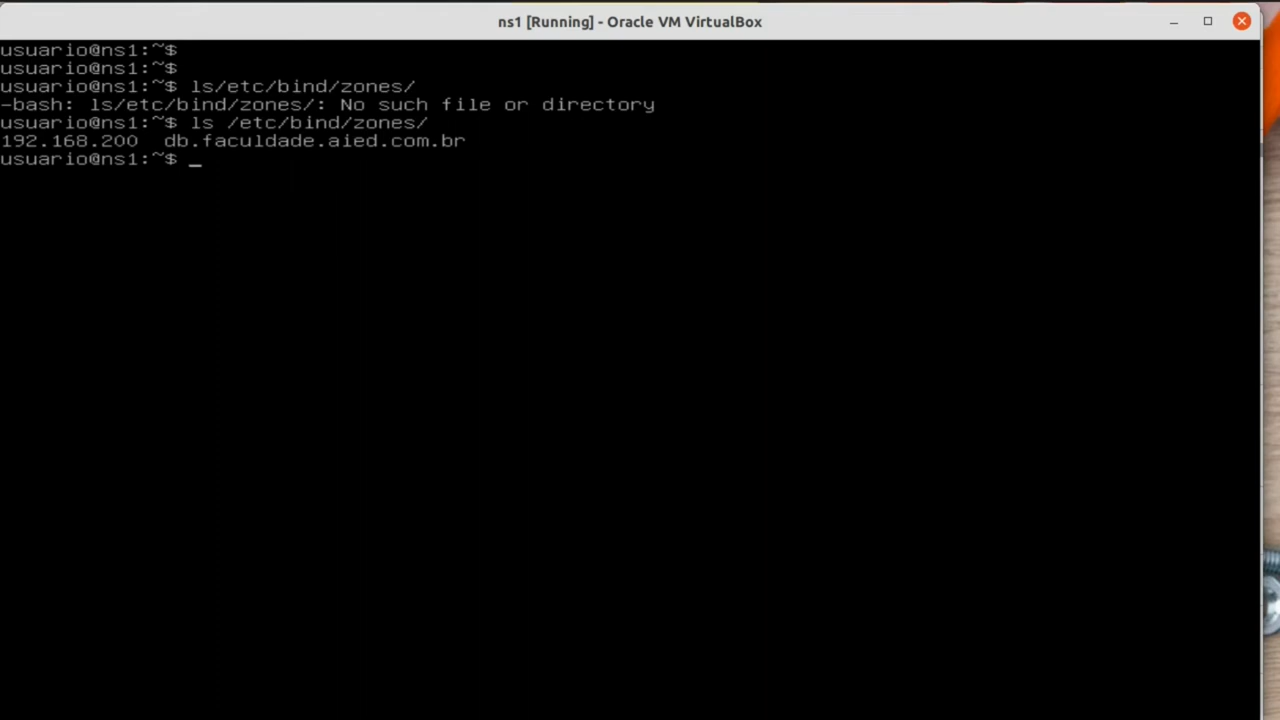 ns1 [Running] - Oracle VM VirtualBox
usuario@ns1:~$
usuario@ns1:~$
usuario@ns1:~$ ls/etc/bind/zones/
-bash: ls/etc/bind/zones/: No such file or directory
usuario@ns1:~$ ls /etc/bind/zones/
192.168.200  db.faculdade.aied.com.br
usuario@ns1:~$ _